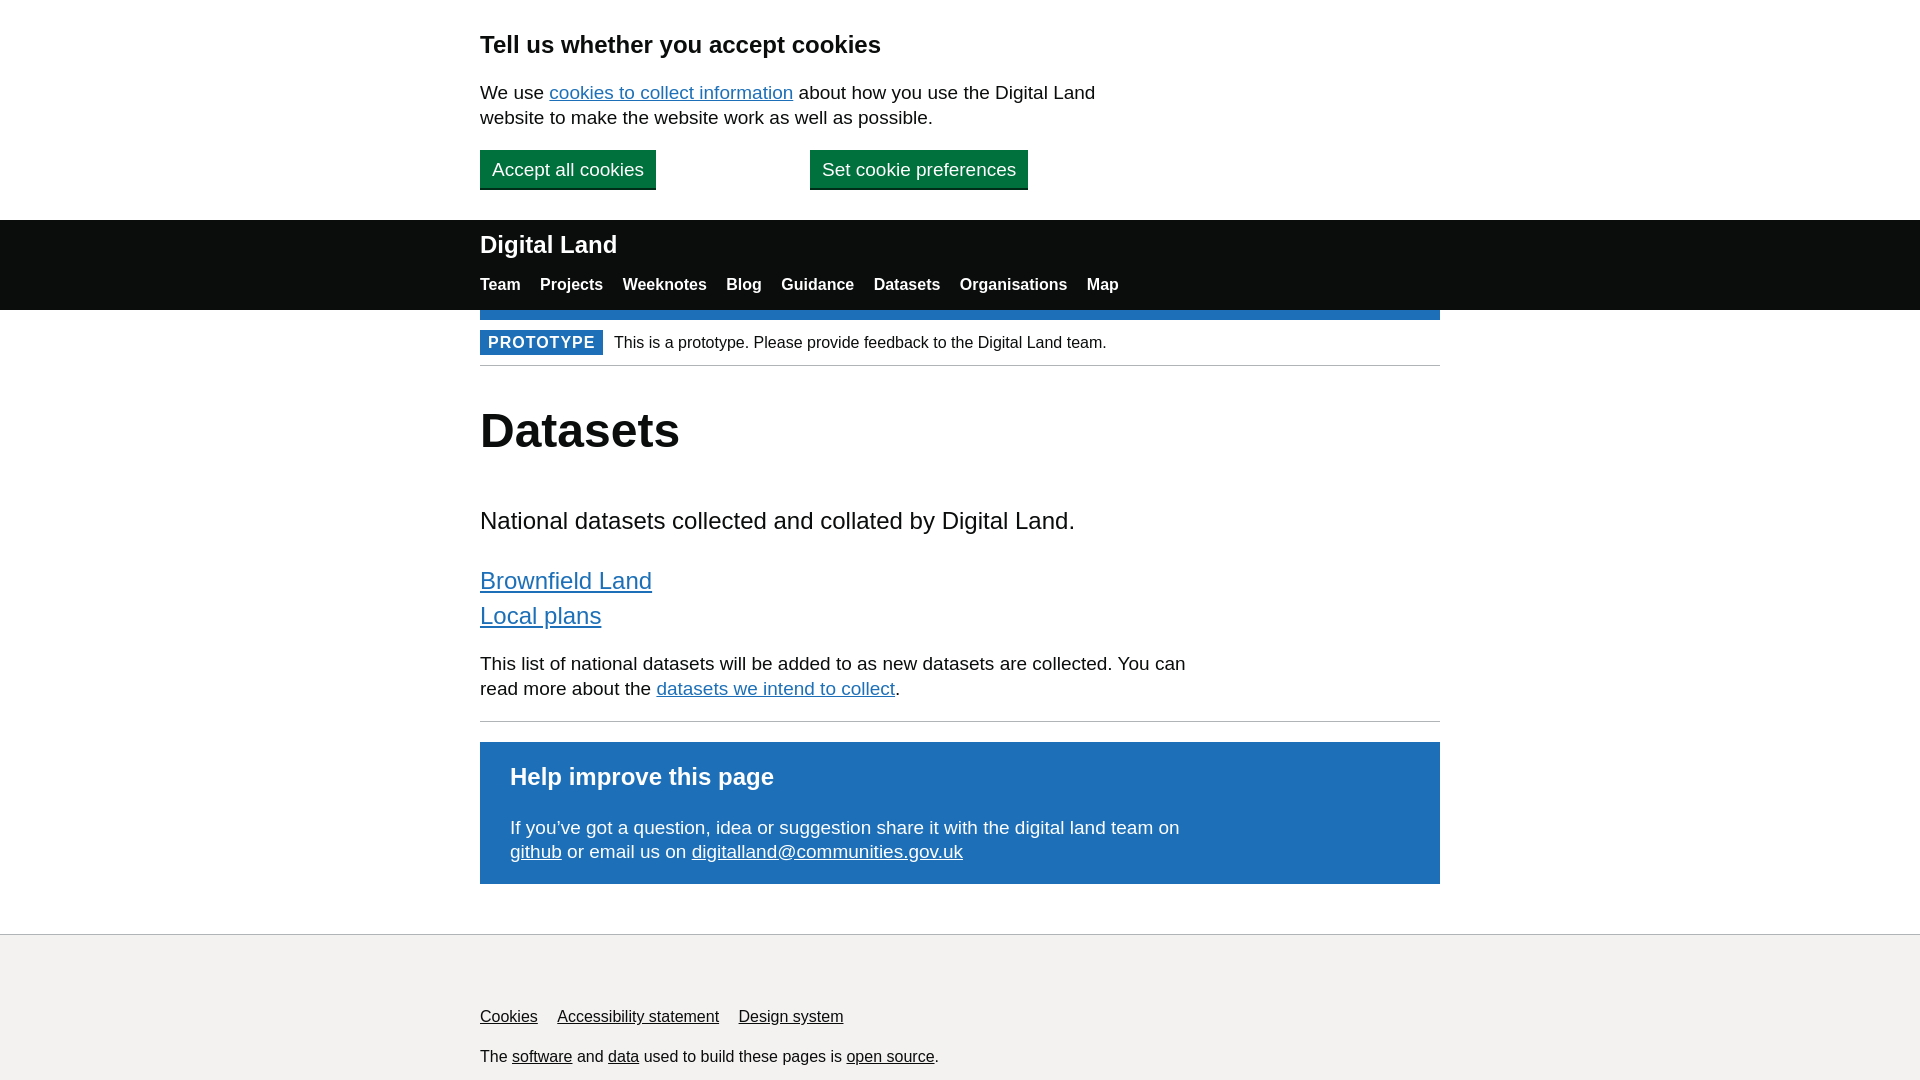 Tell us whether you accept cookies
We use cookies to collect information about how you use the Digital Land
website to make the website work as well as possible.
Accept all cookies
Set cookie preferences
Digital Land
Team Projects Weeknotes Blog Guidance Datasets Organisations Map
PROTOTYPE This is a prototype. Please provide feedback to the Digital Land team.
Datasets
National datasets collected and collated by Digital Land.
Brownfield Land
Local plans
This list of national datasets will be added to as new datasets are collected. You can
read more about the datasets we intend to collect.
Help improve this page
If you’ve got a question, idea or suggestion share it with the digital land team on
github or email us on digitalland@communities.gov.uk
Cookies Accessibility statement Design system
The software and data used to build these pages is open source.